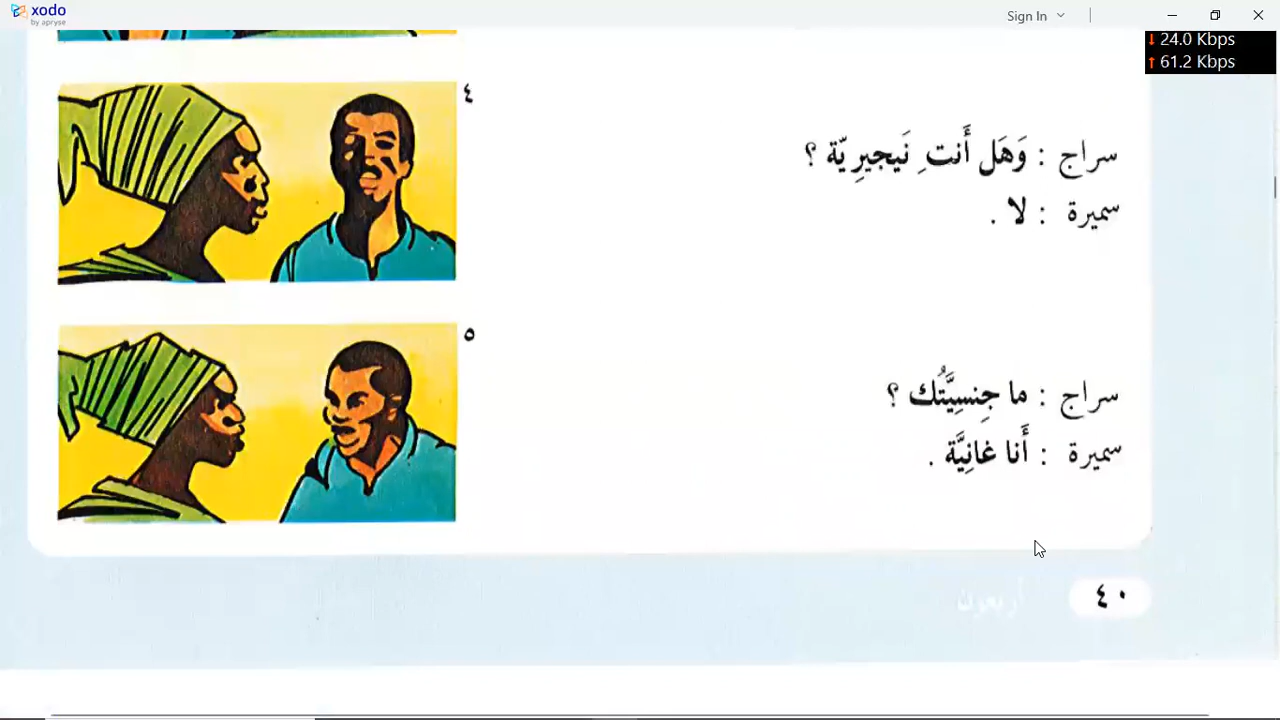 xodo
by apryse
Sign In
↓ 24.0 Kbps
↑ 61.2 Kbps
٤
سراج : وَهَل أَنتِ نَيجيرِيّة ؟
سميرة : لا .
٥
سراج : ما جِنسِيَّتُك ؟
سميرة : أَنا غانِيَّة .
٤٠ أربعون